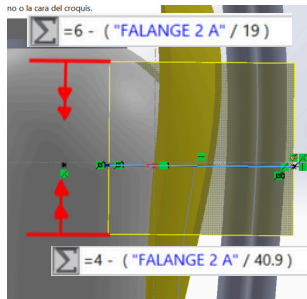 no o la cara del croquis.
∑ =6 - ( "FALANGE 2 A" / 19 )
∑ =4 - ( "FALANGE 2 A" / 40.9 )